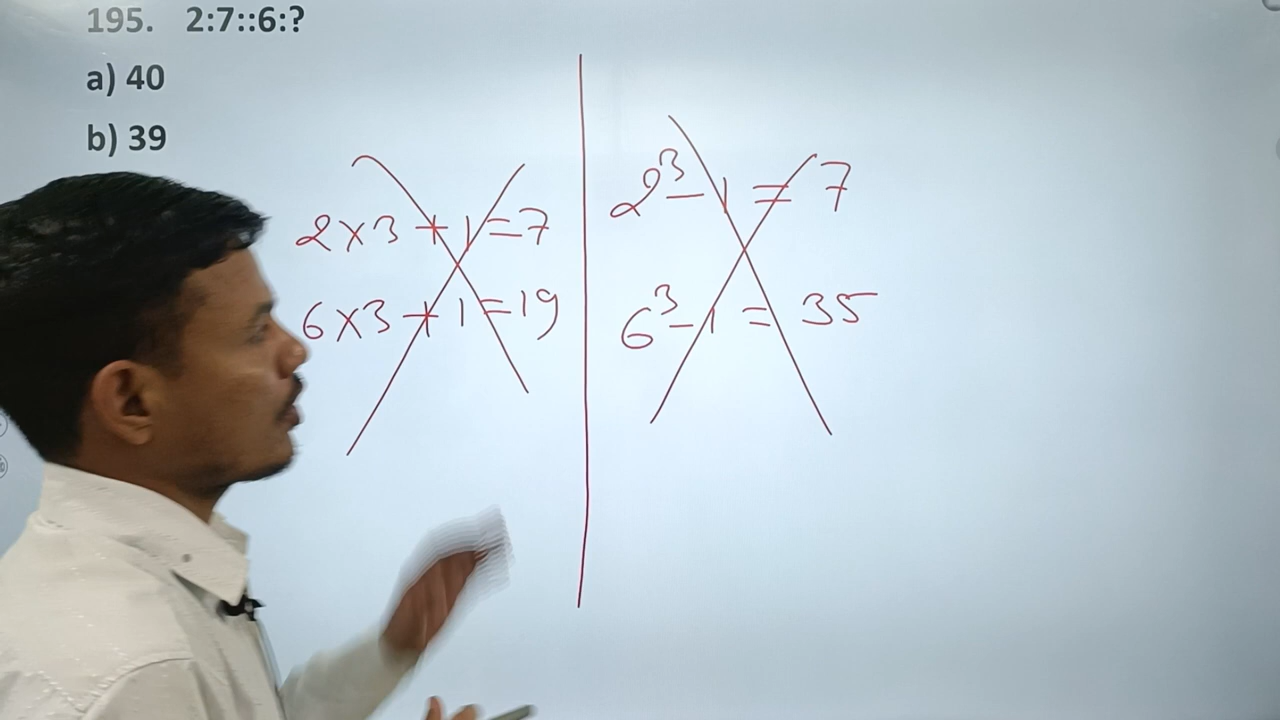 195. 2:7::6:?
a) 40
b) 39
2×3+1=7
6×3+1=19
2³-1=7
6³-1=35